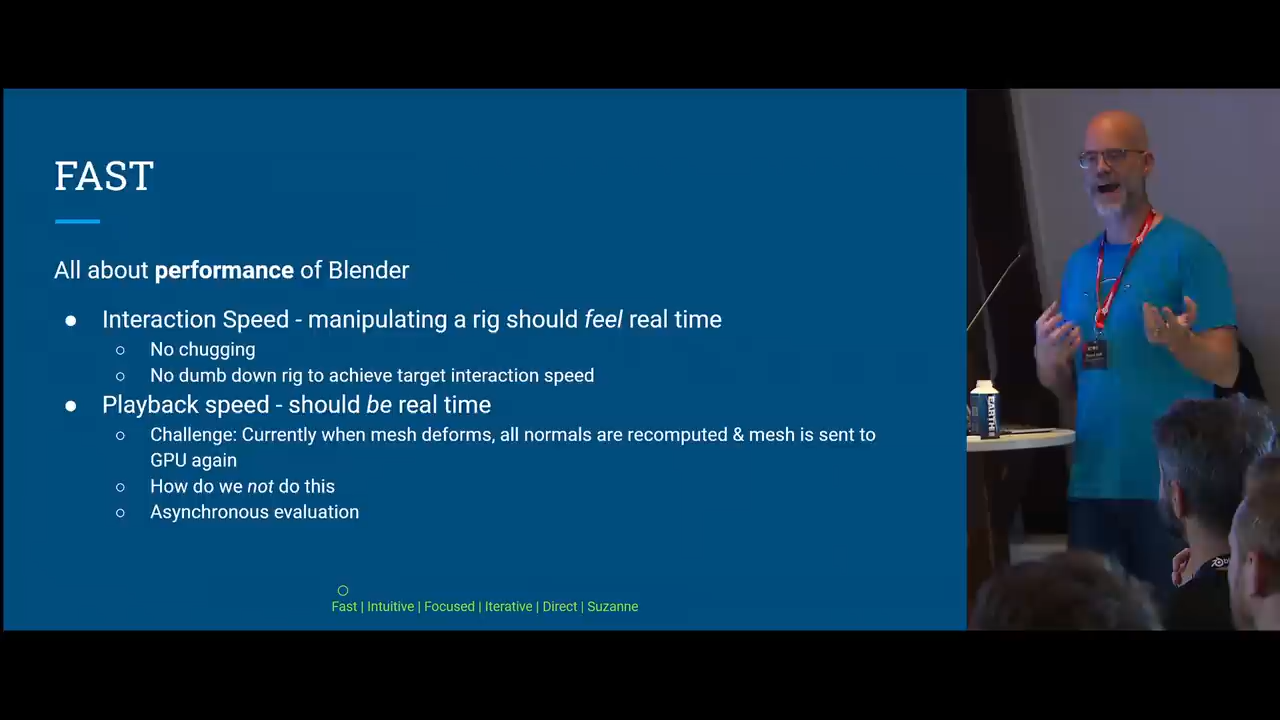 FAST
All about performance of Blender
● Interaction Speed - manipulating a rig should feel real time
○ No chugging
○ No dumb down rig to achieve target interaction speed
● Playback speed - should be real time
○ Challenge: Currently when mesh deforms, all normals are recomputed & mesh is sent to
GPU again
○ How do we not do this
○ Asynchronous evaluation
○
Fast | Intuitive | Focused | Iterative | Direct | Suzanne
EARTH